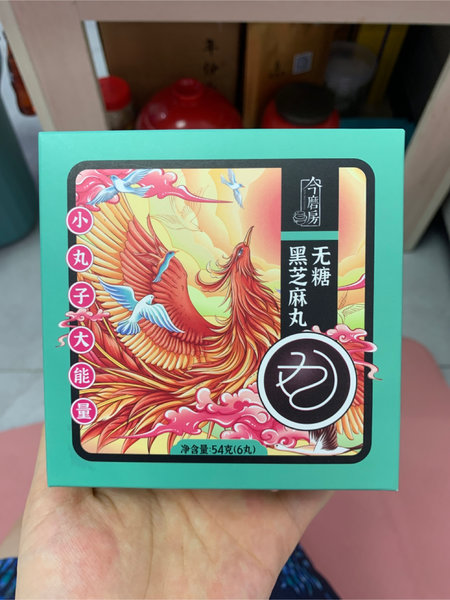 今磨房
无糖
黑芝麻丸
丸
小丸子大能量
净含量:54克(6丸)